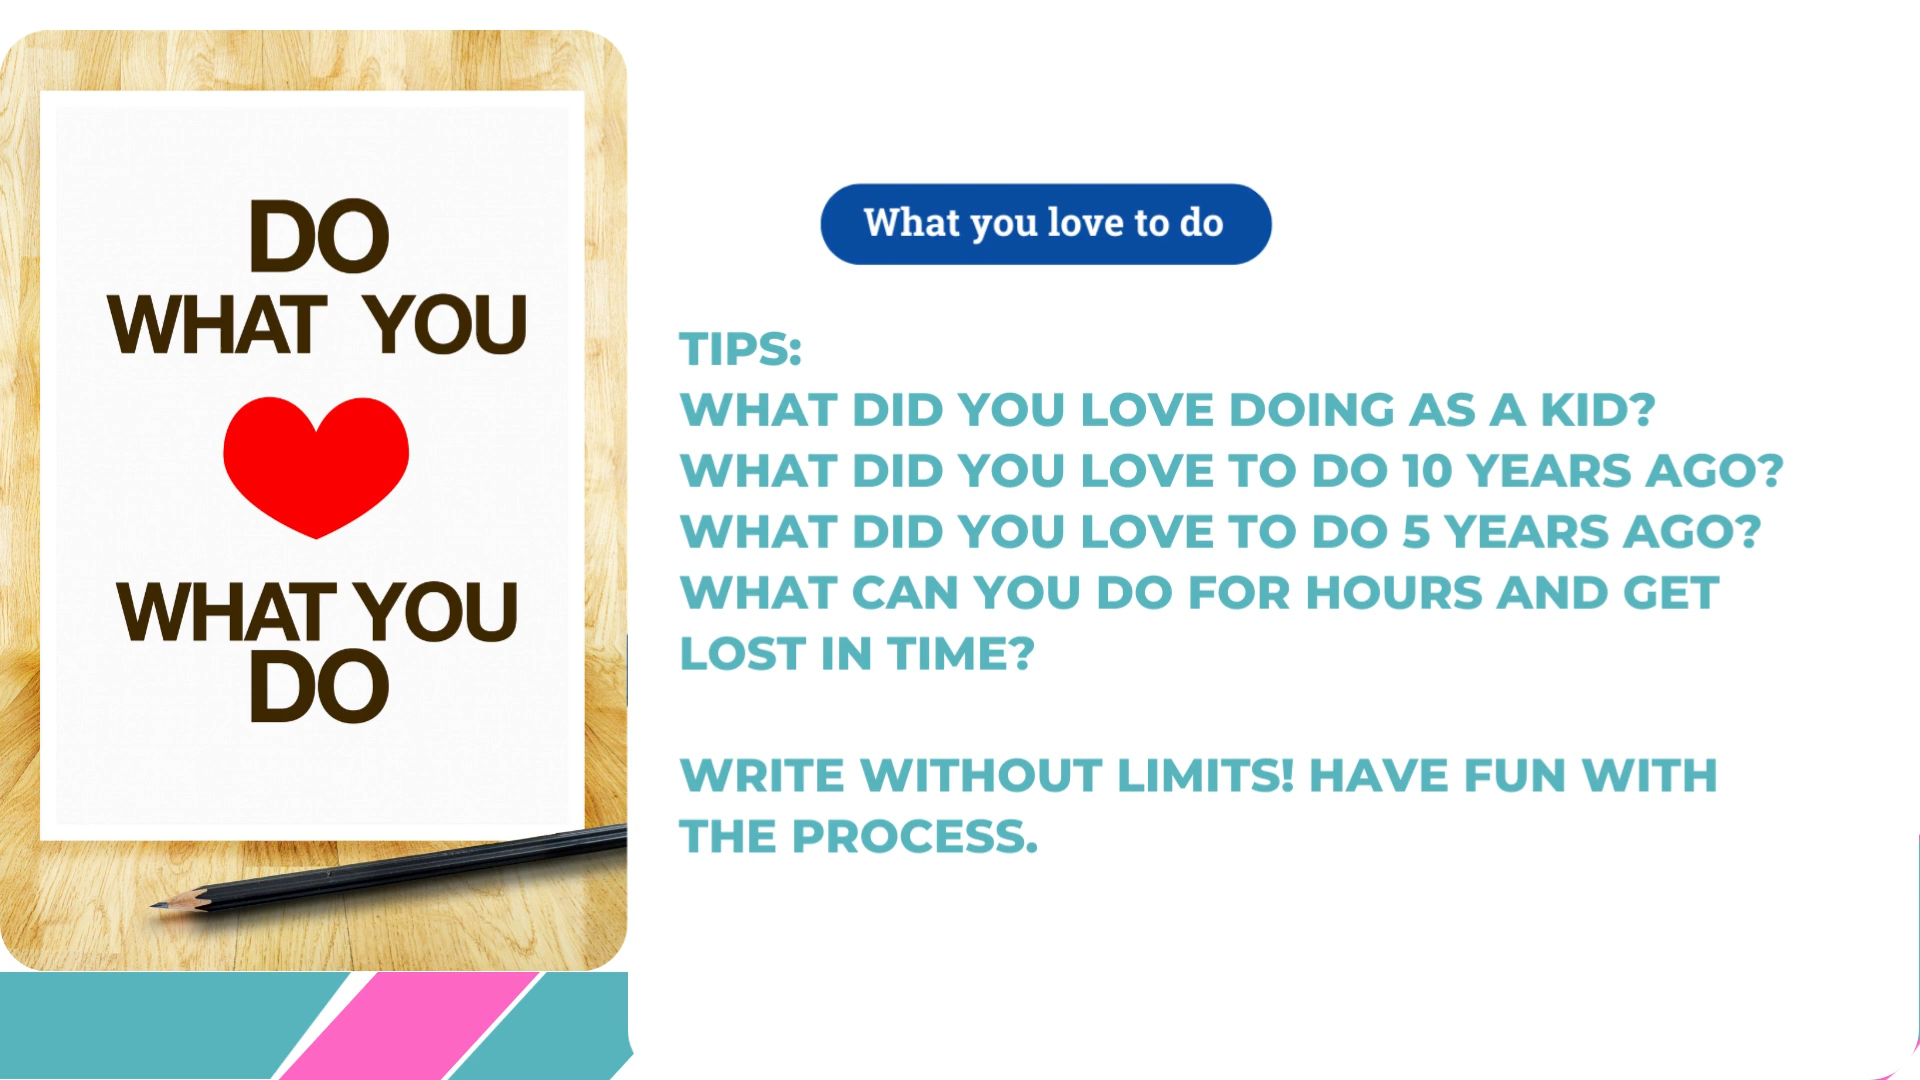 DO
WHAT YOU
WHAT YOU
DO
What you love to do
TIPS:
WHAT DID YOU LOVE DOING AS A KID?
WHAT DID YOU LOVE TO DO 10 YEARS AGO?
WHAT DID YOU LOVE TO DO 5 YEARS AGO?
WHAT CAN YOU DO FOR HOURS AND GET
LOST IN TIME?
WRITE WITHOUT LIMITS! HAVE FUN WITH
THE PROCESS.